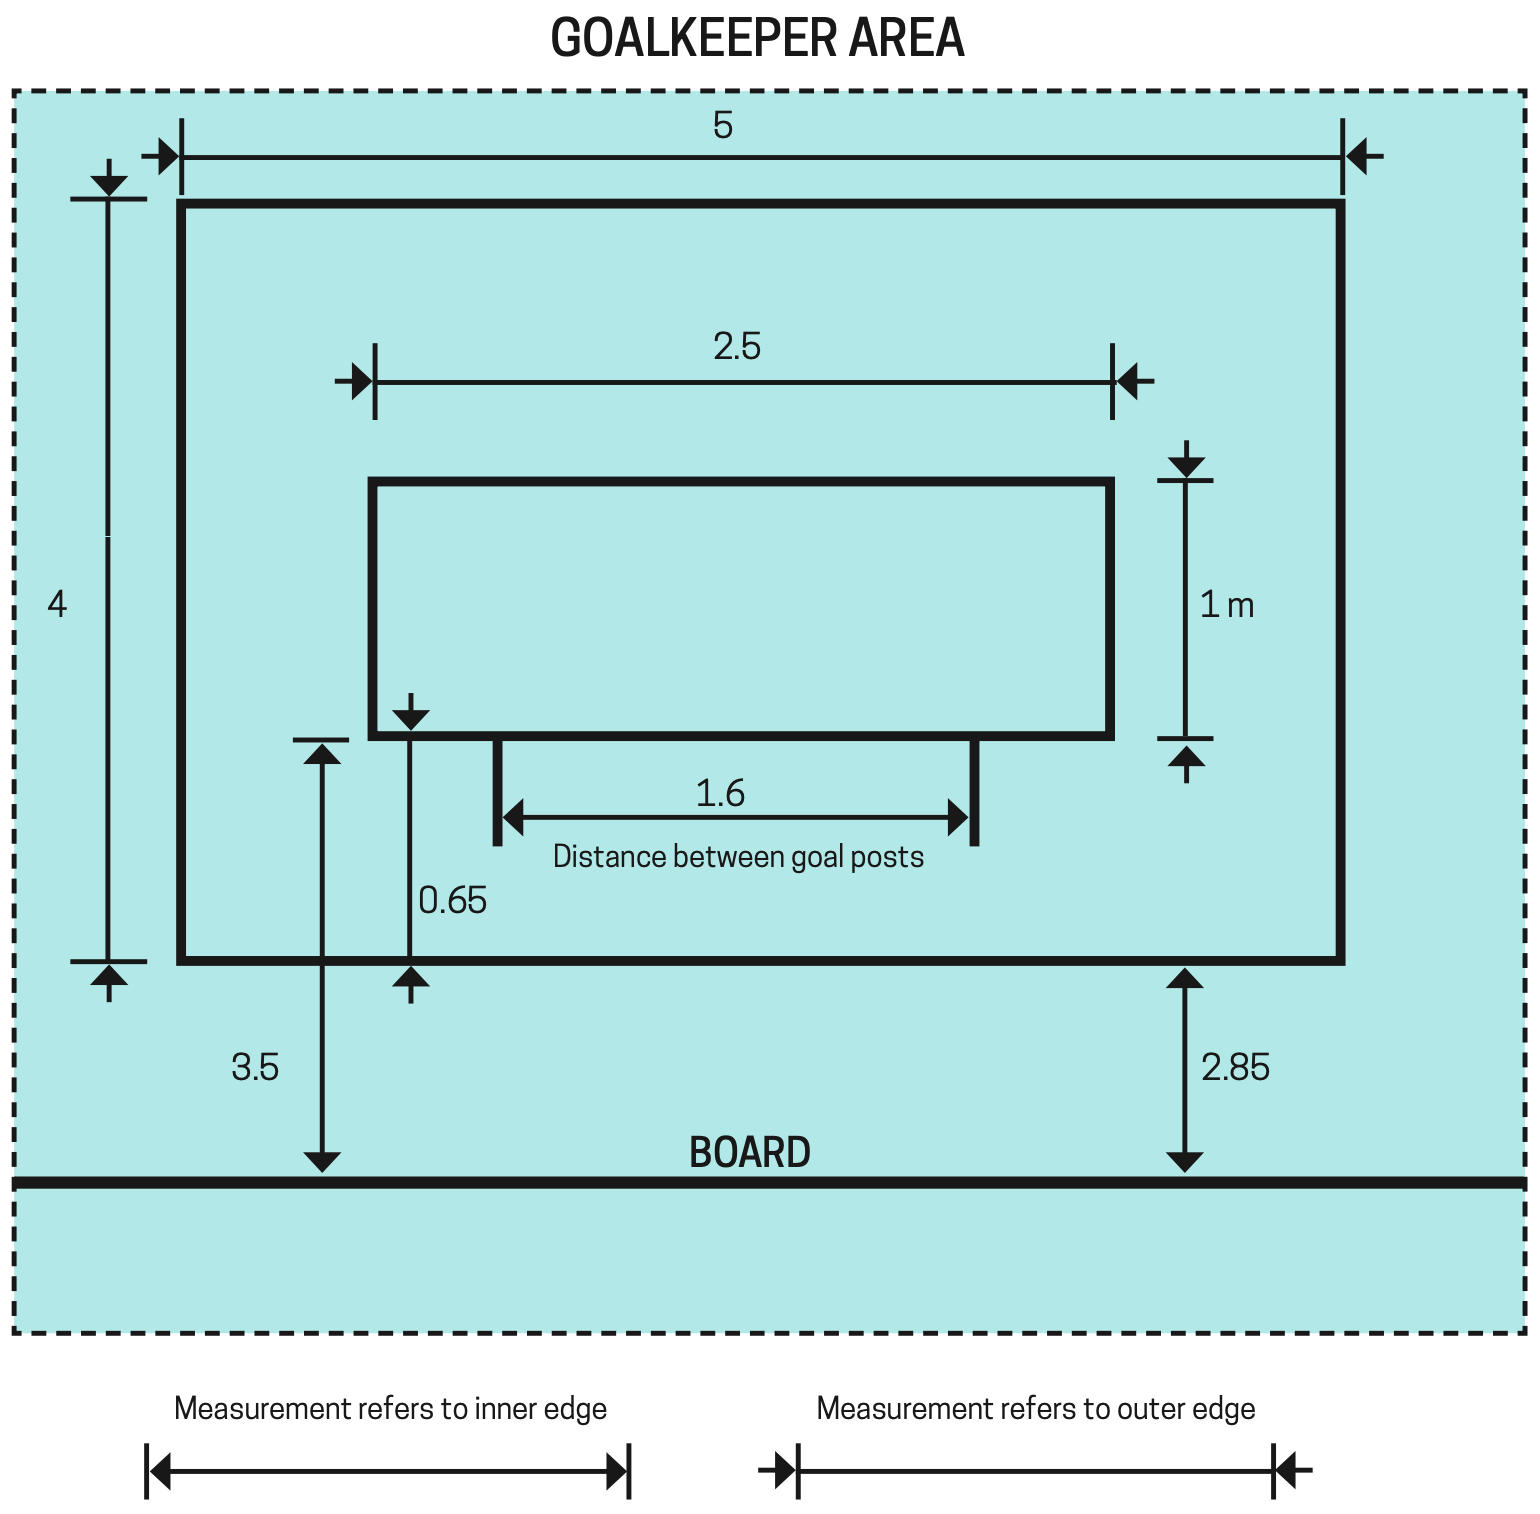 GOALKEEPER AREA
5
2.5
4
1 m
1.6
Distance between goal posts
0.65
3.5
2.85
BOARD
Measurement refers to inner edge
Measurement refers to outer edge